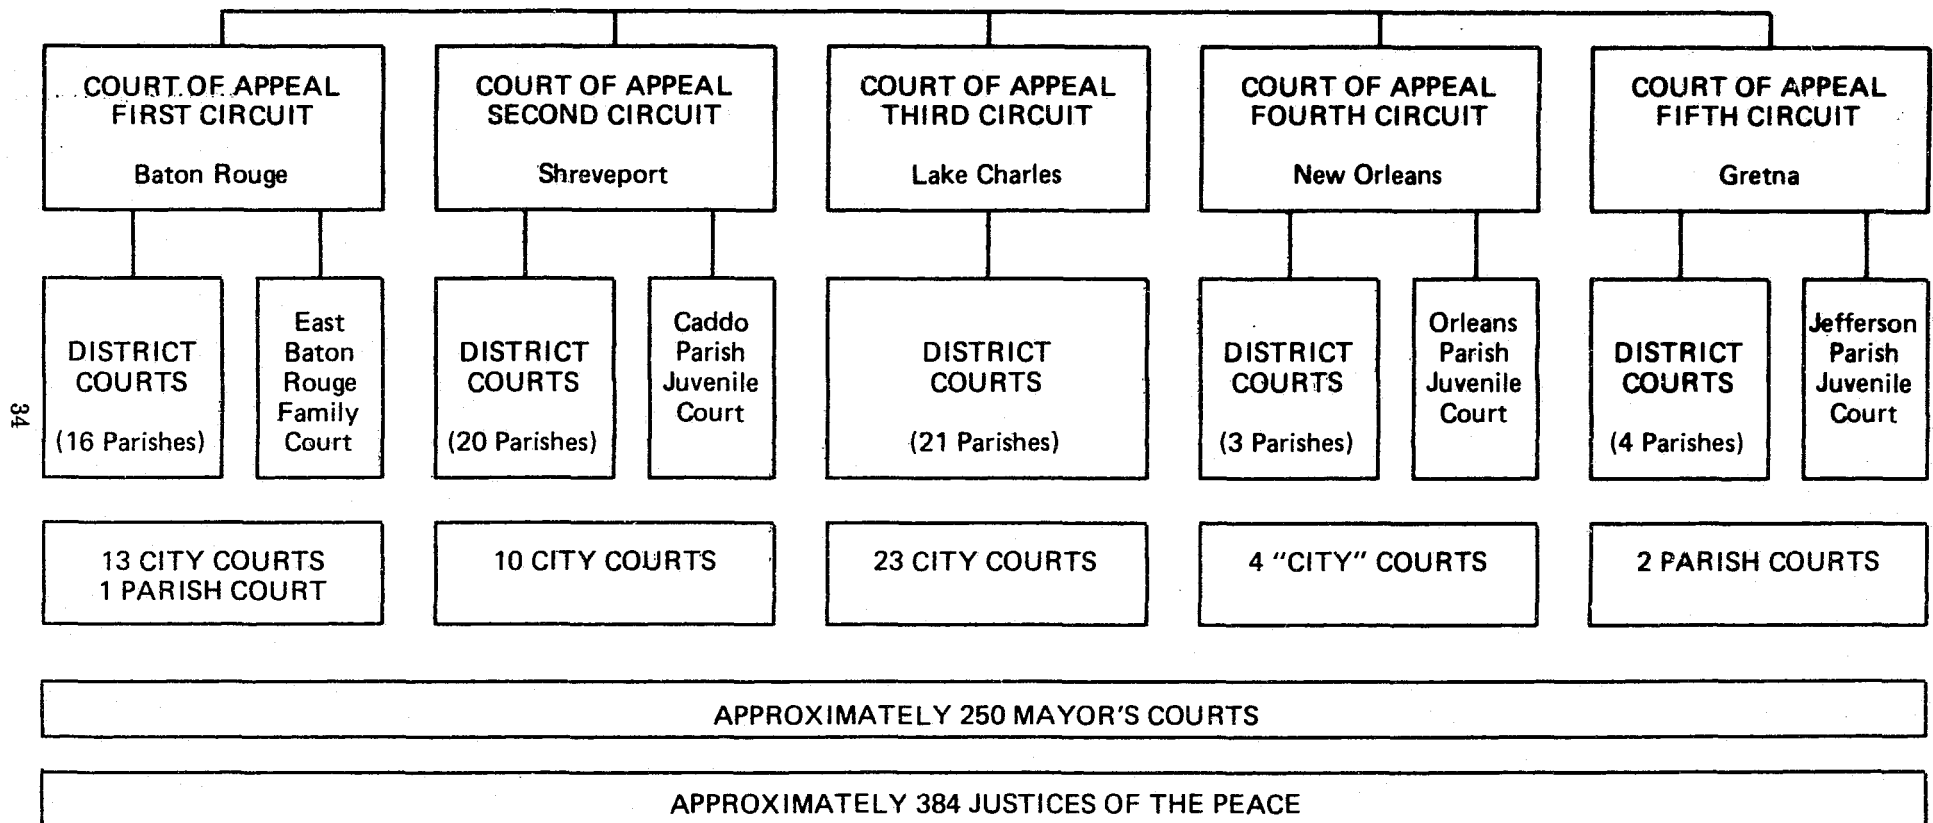 COURT OF APPEAL
FIRST CIRCUIT
Baton Rouge
COURT OF APPEAL
SECOND CIRCUIT
Shreveport
COURT OF APPEAL
THIRD CIRCUIT
Lake Charles
COURT OF APPEAL
FOURTH CIRCUIT
New Orleans
COURT OF APPEAL
FIFTH CIRCUIT
Gretna
DISTRICT
COURTS
(16 Parishes)
East
Baton
Rouge
Family
Court
DISTRICT
COURTS
(20 Parishes)
Caddo
Parish
Juvenile
Court
DISTRICT
COURTS
(21 Parishes)
DISTRICT
COURTS
(3 Parishes)
Orleans
Parish
Juvenile
Court
DISTRICT
COURTS
(4 Parishes)
Jefferson
Parish
Juvenile
Court
34
13 CITY COURTS
1 PARISH COURT
10 CITY COURTS
23 CITY COURTS
4 "CITY" COURTS
2 PARISH COURTS
APPROXIMATELY 250 MAYOR'S COURTS
APPROXIMATELY 384 JUSTICES OF THE PEACE